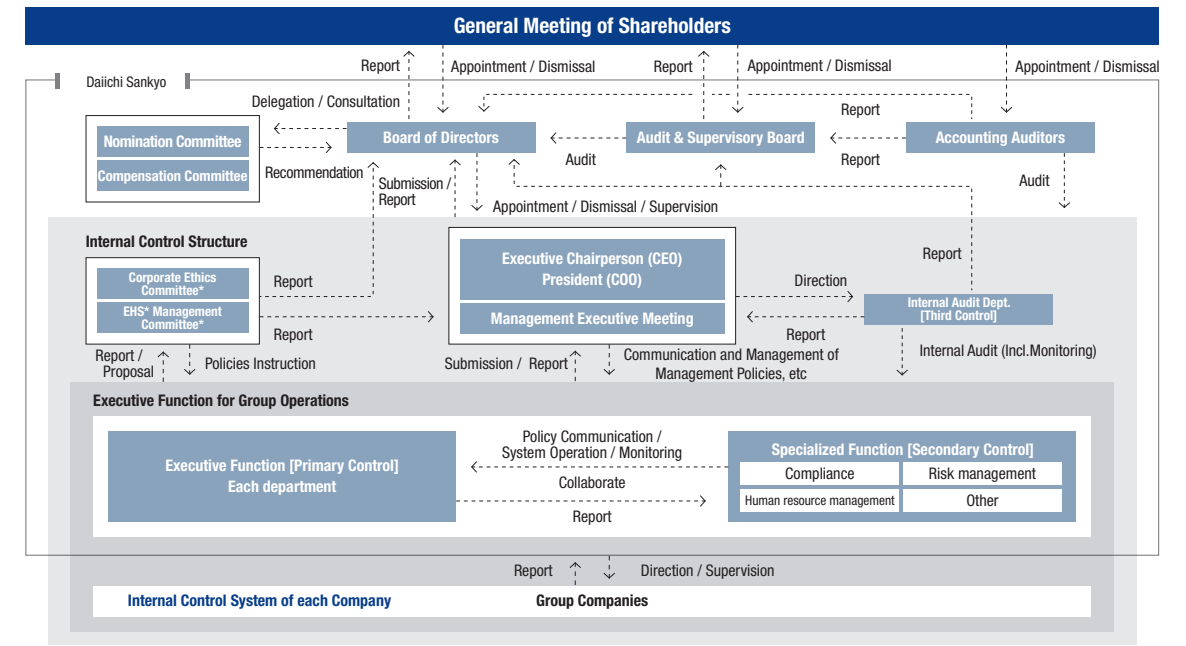 General Meeting of Shareholders
Report
Appointment / Dismissal
Report
Appointment / Dismissal
Appointment / Dismissal
Daiichi Sankyo
Delegation / Consultation
Report
Nomination Committee
Compensation Committee
Board of Directors
Audit & Supervisory Board
Accounting Auditors
Audit
Report
Recommendation
Submission /
Report
Audit
Appointment / Dismissal / Supervision
Internal Control Structure
Corporate Ethics
Committee*
EHS* Management
Committee*
Report
Report
Executive Chairperson (CEO)
President (COO)
Management Executive Meeting
Report
Direction
Report
Internal Audit Dept.
[Third Control]
Report /
Proposal
Policies Instruction
Submission / Report
Communication and Management of
Management Policies, etc
Internal Audit (Incl.Monitoring)
Executive Function for Group Operations
Executive Function [Primary Control]
Each department
Policy Communication /
System Operation / Monitoring
Collaborate
Report
Specialized Function [Secondary Control]
Compliance
Risk management
Human resource management
Other
Report
Direction / Supervision
Internal Control System of each Company
Group Companies